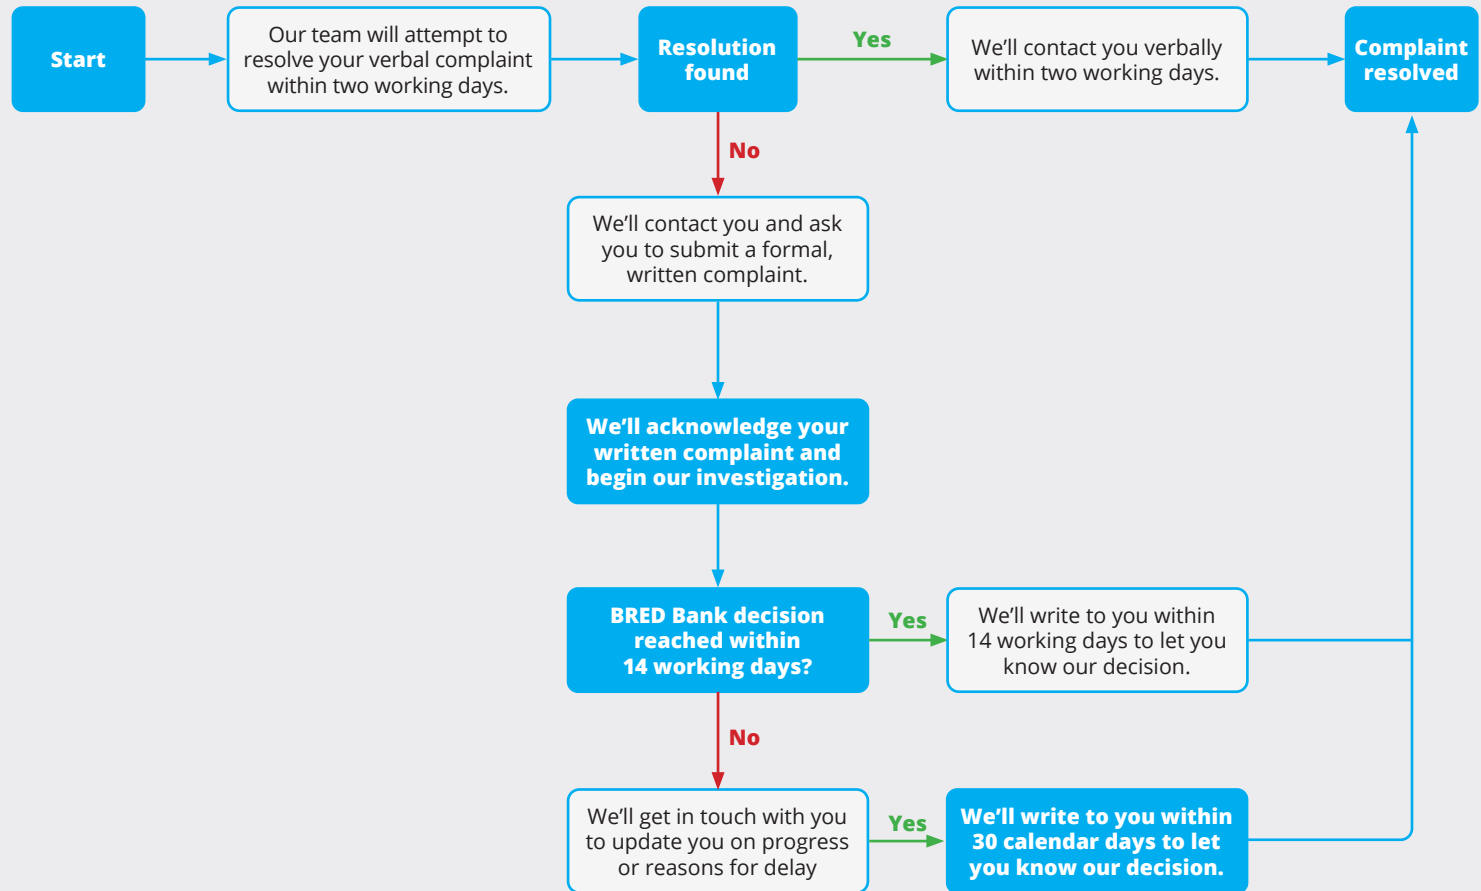 Start
Our team will attempt to
resolve your verbal complaint
within two working days.
Resolution
found
Yes
We’ll contact you verbally
within two working days.
Complaint
resolved
No
We’ll contact you and ask
you to submit a formal,
written complaint.
We’ll acknowledge your
written complaint and
begin our investigation.
BRED Bank decision
reached within
14 working days?
Yes
We’ll write to you within
14 working days to let you
know our decision.
No
We’ll get in touch with you
to update you on progress
or reasons for delay
Yes
We’ll write to you within
30 calendar days to let
you know our decision.